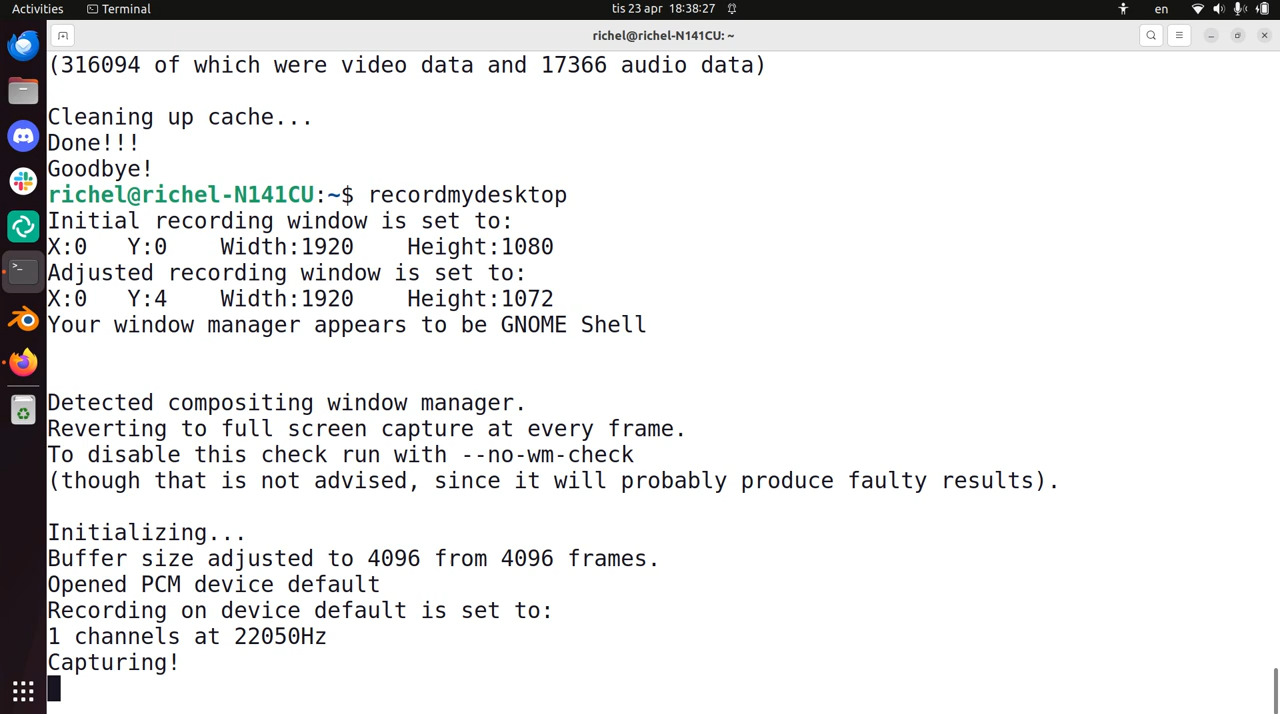 Activities Terminal tis 23 apr 18:38:27 en
richel@richel-N141CU: ~
(316094 of which were video data and 17366 audio data)
Cleaning up cache...
Done!!!
Goodbye!
richel@richel-N141CU:~$ recordmydesktop
Initial recording window is set to:
X:0 Y:0 Width:1920 Height:1080
Adjusted recording window is set to:
X:0 Y:4 Width:1920 Height:1072
Your window manager appears to be GNOME Shell
Detected compositing window manager.
Reverting to full screen capture at every frame.
To disable this check run with --no-wm-check
(though that is not advised, since it will probably produce faulty results).
Initializing...
Buffer size adjusted to 4096 from 4096 frames.
Opened PCM device default
Recording on device default is set to:
1 channels at 22050Hz
Capturing!